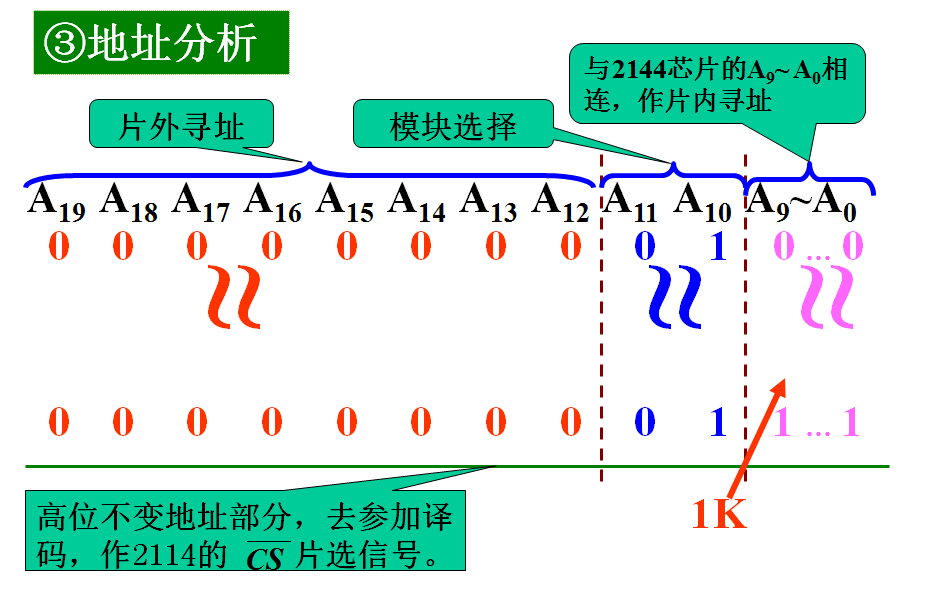 ③地址分析
与2144芯片的A9~A0相
连，作片内寻址
片外寻址
模块选择
A19 A18 A17 A16 A15 A14 A13 A12 A11 A10 A9~A0
0 0 0 0 0 0 0 0 0 1 0 ... 0
0 0 0 0 0 0 0 0 0 1 1 ... 1
1K
高位不变地址部分，去参加译
码，作2114的 C̅S̅ 片选信号。